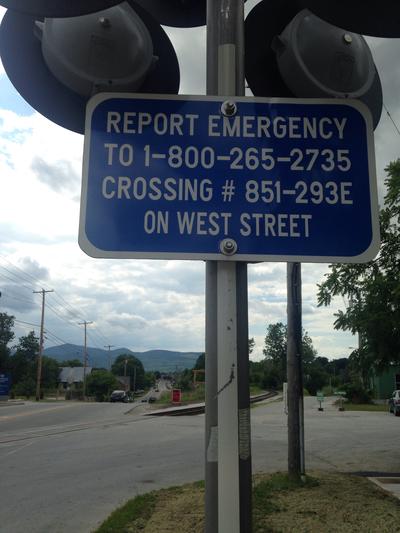 REPORT EMERGENCY
TO 1-800-265-2735
CROSSING # 851-293E
ON WEST STREET